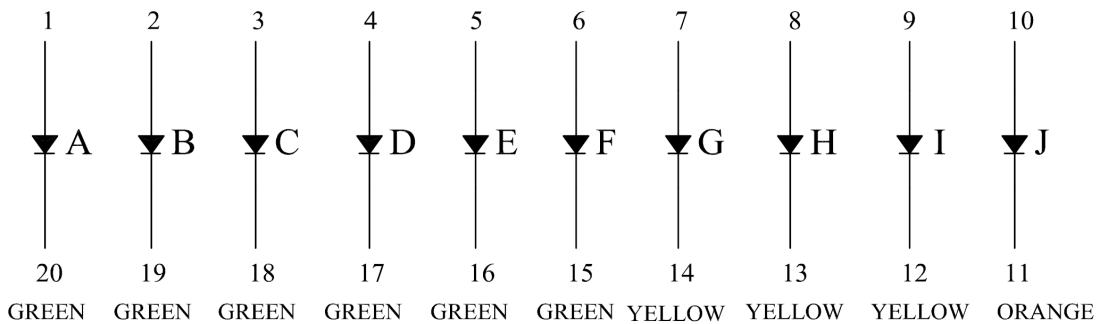 1 2 3 4 5 6 7 8 9 10
A B C D E F G H I J
20 19 18 17 16 15 14 13 12 11
GREEN GREEN GREEN GREEN GREEN GREEN YELLOW YELLOW YELLOW ORANGE